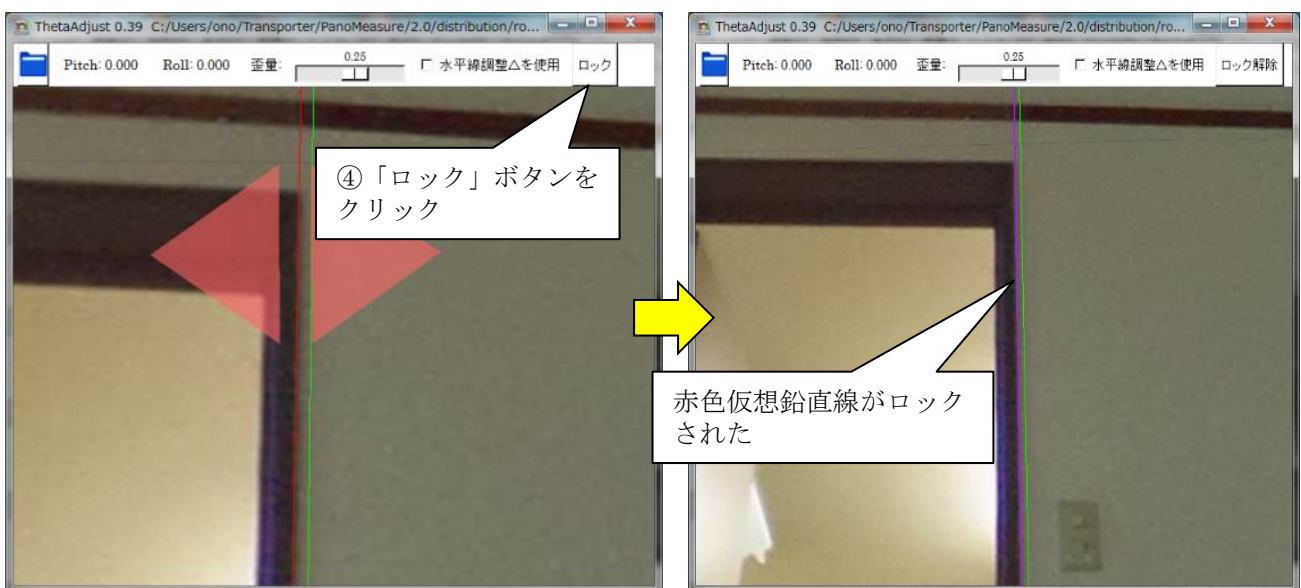 ThetaAdjust 0.39 C:/Users/ono/Transporter/PanoMeasure/2.0/distribution/ro...
Pitch: 0.000 Roll: 0.000 歪量: 0.25 水平線調整△を使用 ロック
④「ロック」ボタンを
クリック
ThetaAdjust 0.39 C:/Users/ono/Transporter/PanoMeasure/2.0/distribution/ro...
Pitch: 0.000 Roll: 0.000 歪量: 0.25 水平線調整△を使用 ロック解除
赤色仮想鉛直線がロック
された